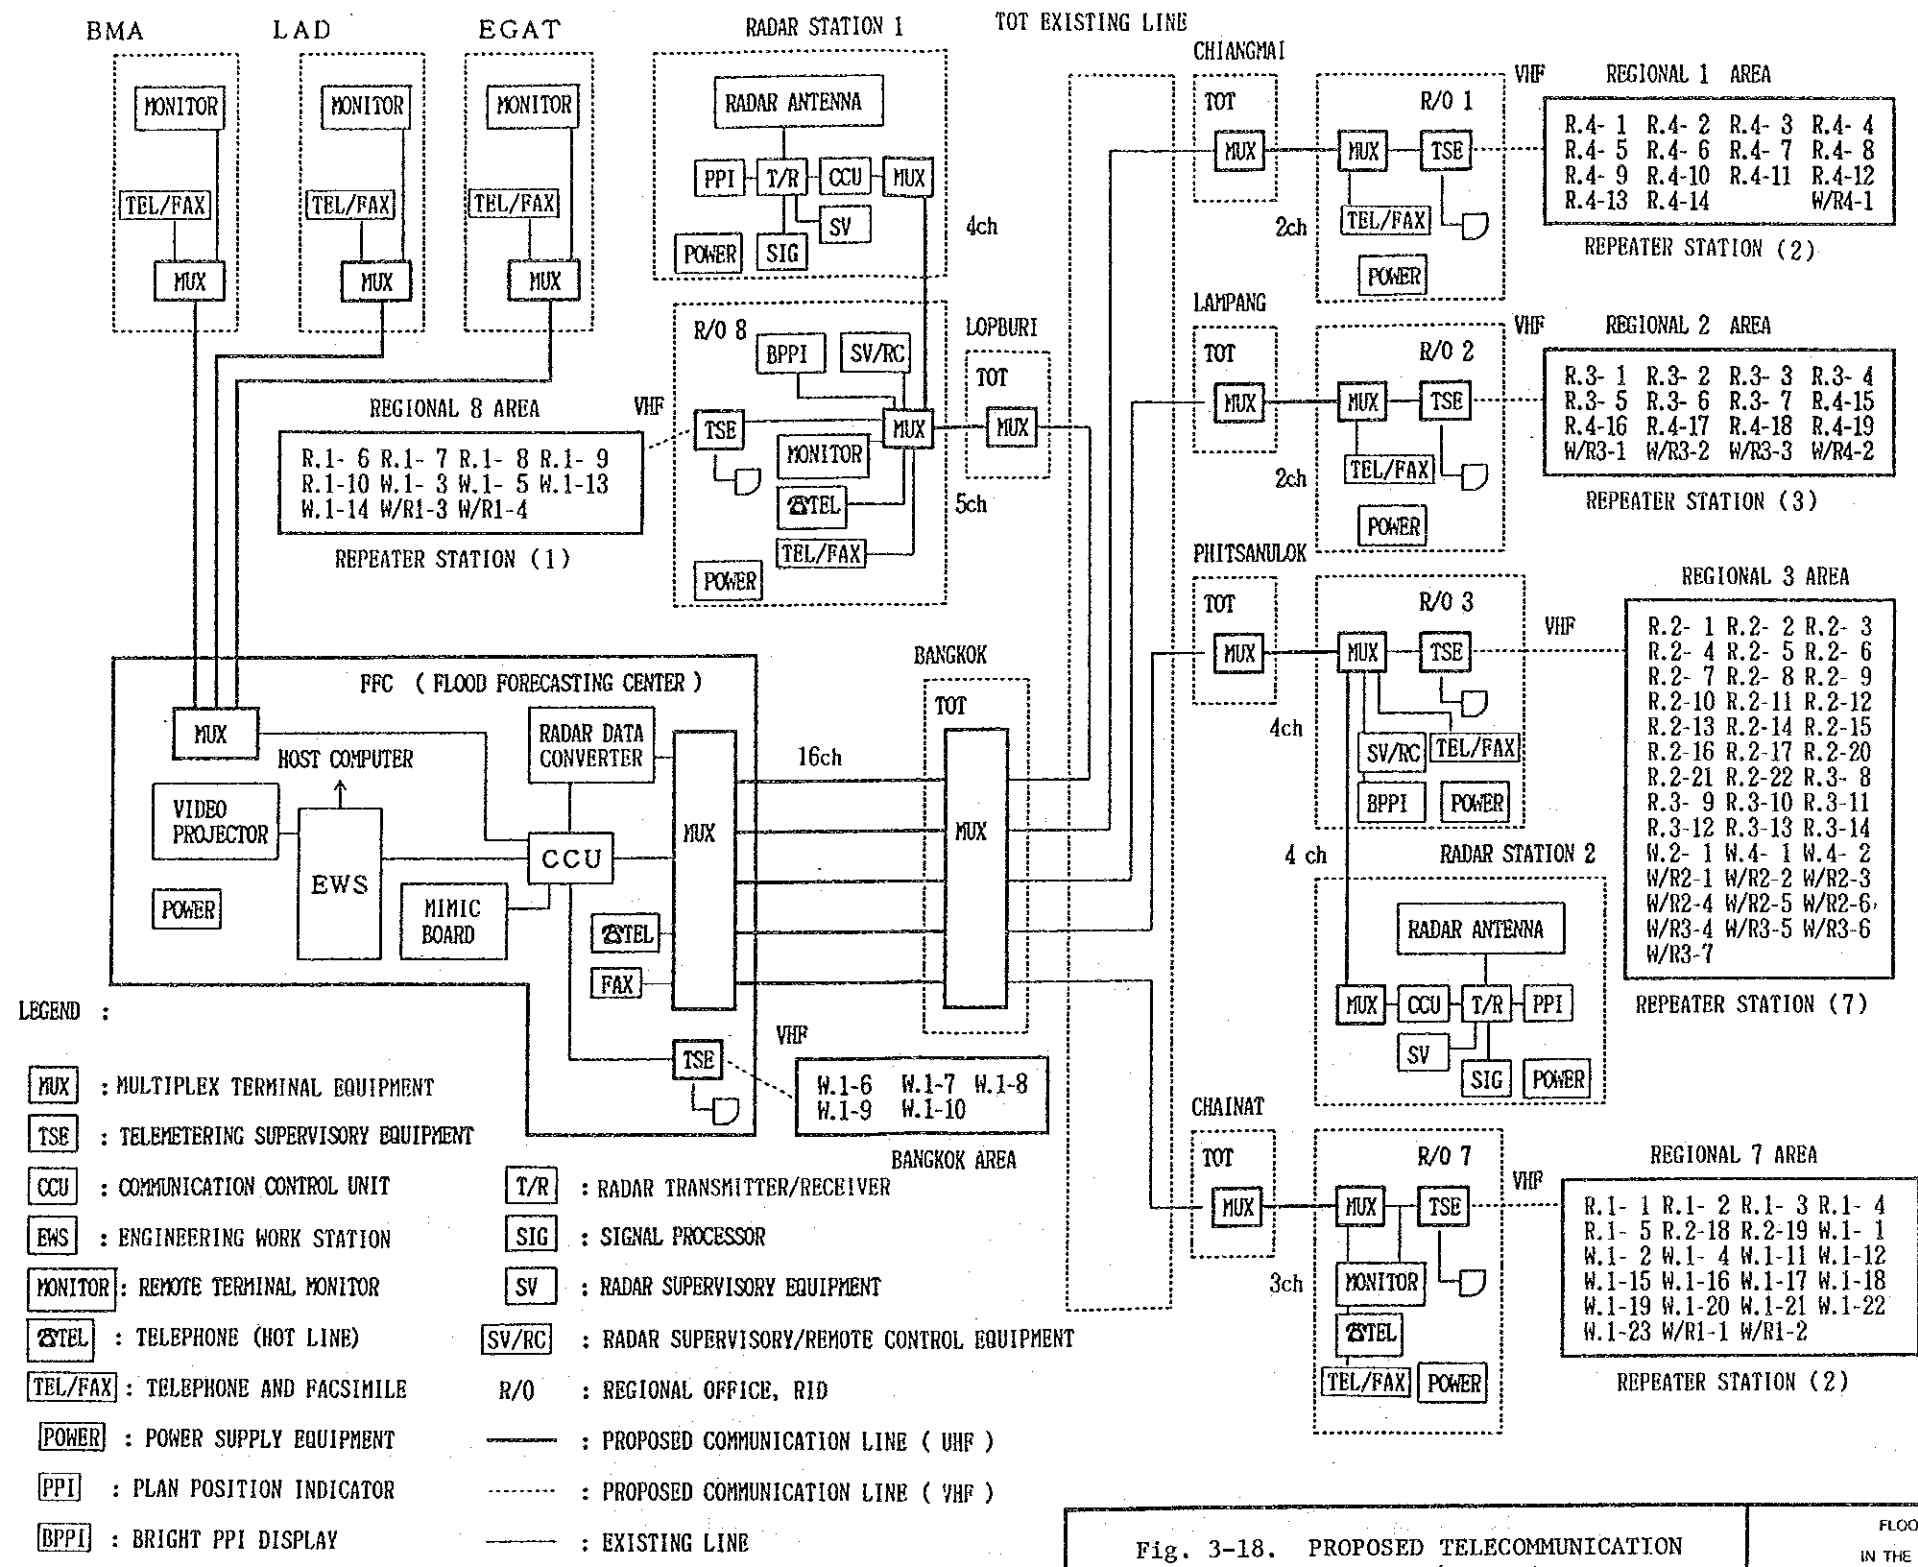 BMA
LAD
EGAT
RADAR STATION 1
TOT EXISTING LINE
MONITOR
TEL/FAX
MUX
MONITOR
TEL/FAX
MUX
MONITOR
TEL/FAX
MUX
RADAR ANTENNA
PPI T/R CCU MUX
SV
POWER SIG
4ch
CHIANGMAI
TOT
MUX
R/O 1
MUX TSE
2ch
TEL/FAX
POWER
VHF
REGIONAL 1 AREA
R.4- 1 R.4- 2 R.4- 3 R.4- 4
R.4- 5 R.4- 6 R.4- 7 R.4- 8
R.4- 9 R.4-10 R.4-11 R.4-12
R.4-13 R.4-14 W/R4-1
REPEATER STATION (2)
R/O 8
BPPI SV/RC
VHF
TSE
MUX
MONITOR
☎TEL
TEL/FAX
POWER
LOPBURI
TOT
MUX
5ch
REGIONAL 8 AREA
R.1- 6 R.1- 7 R.1- 8 R.1- 9
R.1-10 W.1- 3 W.1- 5 W.1-13
W.1-14 W/R1-3 W/R1-4
REPEATER STATION (1)
LAMPANG
TOT
MUX
R/O 2
MUX TSE
2ch
TEL/FAX
POWER
VHF
REGIONAL 2 AREA
R.3- 1 R.3- 2 R.3- 3 R.3- 4
R.3- 5 R.3- 6 R.3- 7 R.4-15
R.4-16 R.4-17 R.4-18 R.4-19
W/R3-1 W/R3-2 W/R3-3 W/R4-2
REPEATER STATION (3)
PHITSANULOK
TOT
MUX
R/O 3
MUX TSE
4ch
SV/RC TEL/FAX
BPPI POWER
VHF
REGIONAL 3 AREA
R.2- 1 R.2- 2 R.2- 3
R.2- 4 R.2- 5 R.2- 6
R.2- 7 R.2- 8 R.2- 9
R.2-10 R.2-11 R.2-12
R.2-13 R.2-14 R.2-15
R.2-16 R.2-17 R.2-20
R.2-21 R.2-22 R.3- 8
R.3- 9 R.3-10 R.3-11
R.3-12 R.3-13 R.3-14
W.2- 1 W.4- 1 W.4- 2
W/R2-1 W/R2-2 W/R2-3
W/R2-4 W/R2-5 W/R2-6
W/R3-4 W/R3-5 W/R3-6
W/R3-7
REPEATER STATION (7)
4 ch
RADAR STATION 2
RADAR ANTENNA
MUX CCU T/R PPI
SV
SIG POWER
FFC ( FLOOD FORECASTING CENTER )
MUX
HOST COMPUTER
RADAR DATA
CONVERTER
VIDEO
PROJECTOR
EWS
CCU
POWER
MIMIC
BOARD
MUX
☎TEL
FAX
TSE
16ch
BANGKOK
TOT
MUX
VHF
W.1-6 W.1-7 W.1-8
W.1-9 W.1-10
BANGKOK AREA
CHAINAT
TOT
MUX
R/O 7
MUX TSE
3ch
MONITOR
☎TEL
TEL/FAX POWER
VHF
REGIONAL 7 AREA
R.1- 1 R.1- 2 R.1- 3 R.1- 4
R.1- 5 R.2-18 R.2-19 W.1- 1
W.1- 2 W.1- 4 W.1-11 W.1-12
W.1-15 W.1-16 W.1-17 W.1-18
W.1-19 W.1-20 W.1-21 W.1-22
W.1-23 W/R1-1 W/R1-2
REPEATER STATION (2)
LEGEND :
MUX : MULTIPLEX TERMINAL EQUIPMENT
TSE : TELEMETERING SUPERVISORY EQUIPMENT
CCU : COMMUNICATION CONTROL UNIT
EWS : ENGINEERING WORK STATION
MONITOR : REMOTE TERMINAL MONITOR
☎TEL : TELEPHONE (HOT LINE)
TEL/FAX : TELEPHONE AND FACSIMILE
POWER : POWER SUPPLY EQUIPMENT
PPI : PLAN POSITION INDICATOR
BPPI : BRIGHT PPI DISPLAY
T/R : RADAR TRANSMITTER/RECEIVER
SIG : SIGNAL PROCESSOR
SV : RADAR SUPERVISORY EQUIPMENT
SV/RC : RADAR SUPERVISORY/REMOTE CONTROL EQUIPMENT
R/O : REGIONAL OFFICE, RID
: PROPOSED COMMUNICATION LINE ( UHF )
: PROPOSED COMMUNICATION LINE ( VHF )
: EXISTING LINE
Fig. 3-18. PROPOSED TELECOMMUNICATION
FLOO
IN THE